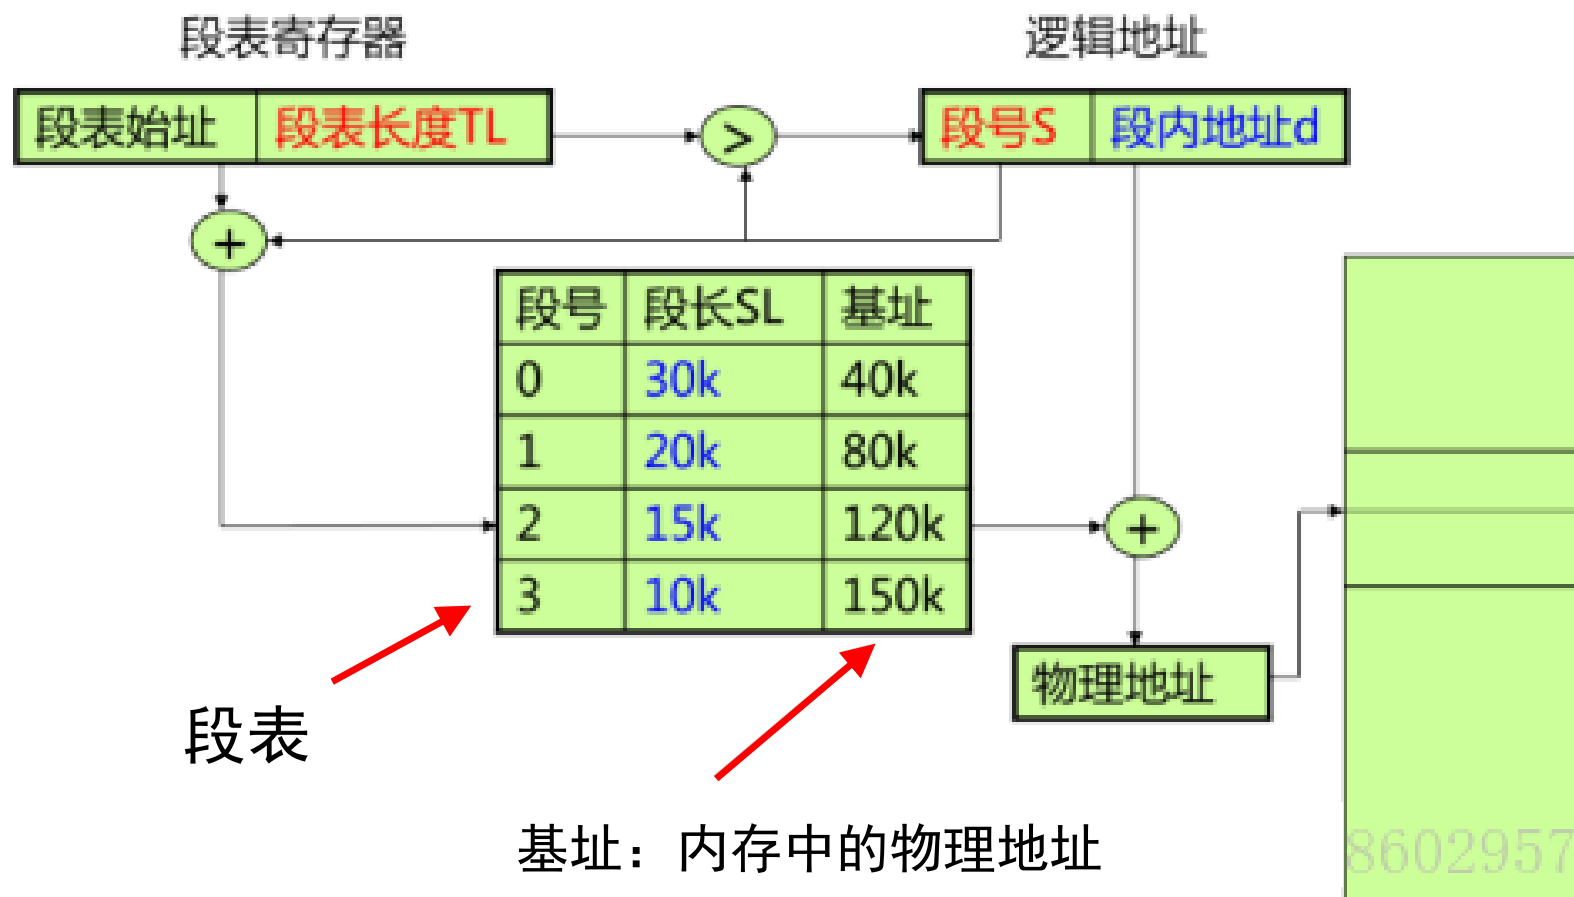 段表寄存器
逻辑地址
段表始址 段表长度TL > 段号S 段内地址d
+
段号 段长SL 基址
0 30k 40k
1 20k 80k
2 15k 120k
3 10k 150k
+
物理地址
段表
基址：内存中的物理地址
8602957